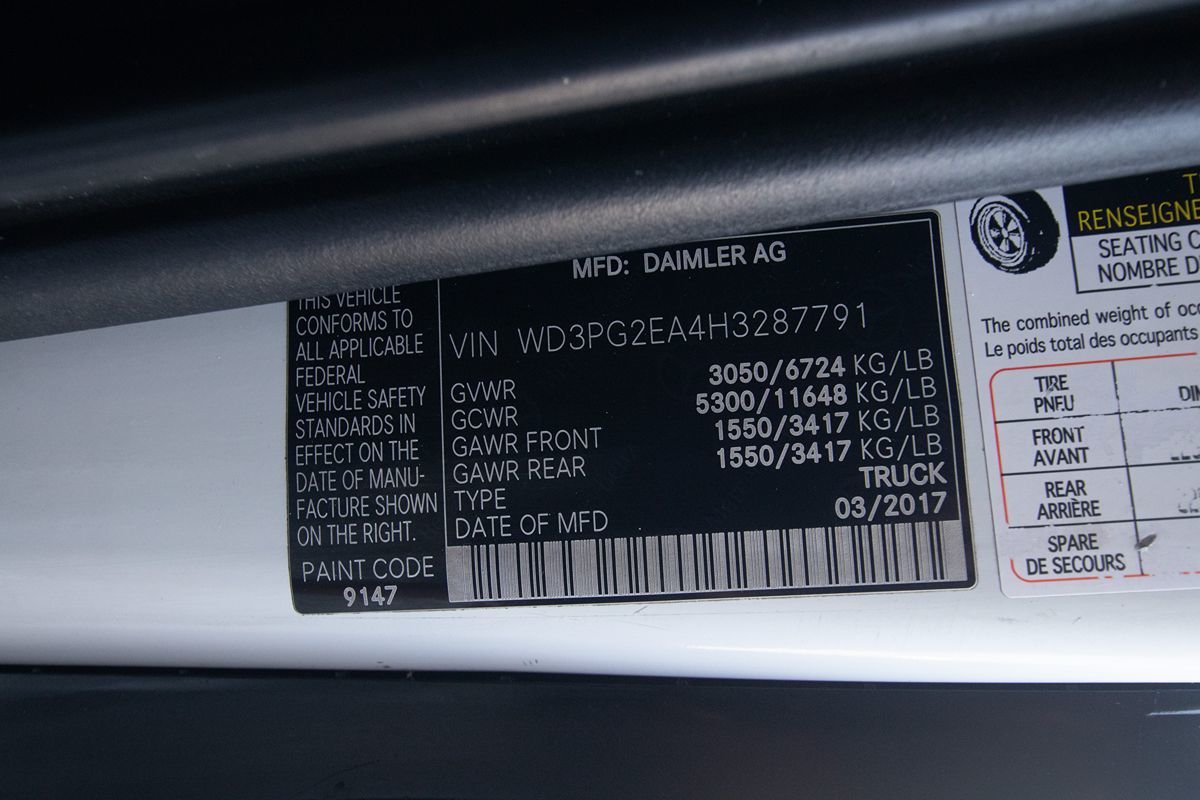 MFD: DAIMLER AG
THIS VEHICLE
CONFORMS TO
ALL APPLICABLE
FEDERAL
VEHICLE SAFETY
STANDARDS IN
EFFECT ON THE
DATE OF MANU-
FACTURE SHOWN
ON THE RIGHT.
PAINT CODE
9147
VIN WD3PG2EA4H3287791
GVWR 3050/6724 KG/LB
GCWR 5300/11648 KG/LB
GAWR FRONT 1550/3417 KG/LB
GAWR REAR 1550/3417 KG/LB
TYPE TRUCK
DATE OF MFD 03/2017
RENSEIGNE
SEATING C
NOMBRE D
The combined weight of occ
Le poids total des occupants
TIRE
PNEU
DIM
FRONT
AVANT
REAR
ARRIÈRE
SPARE
DE SECOURS